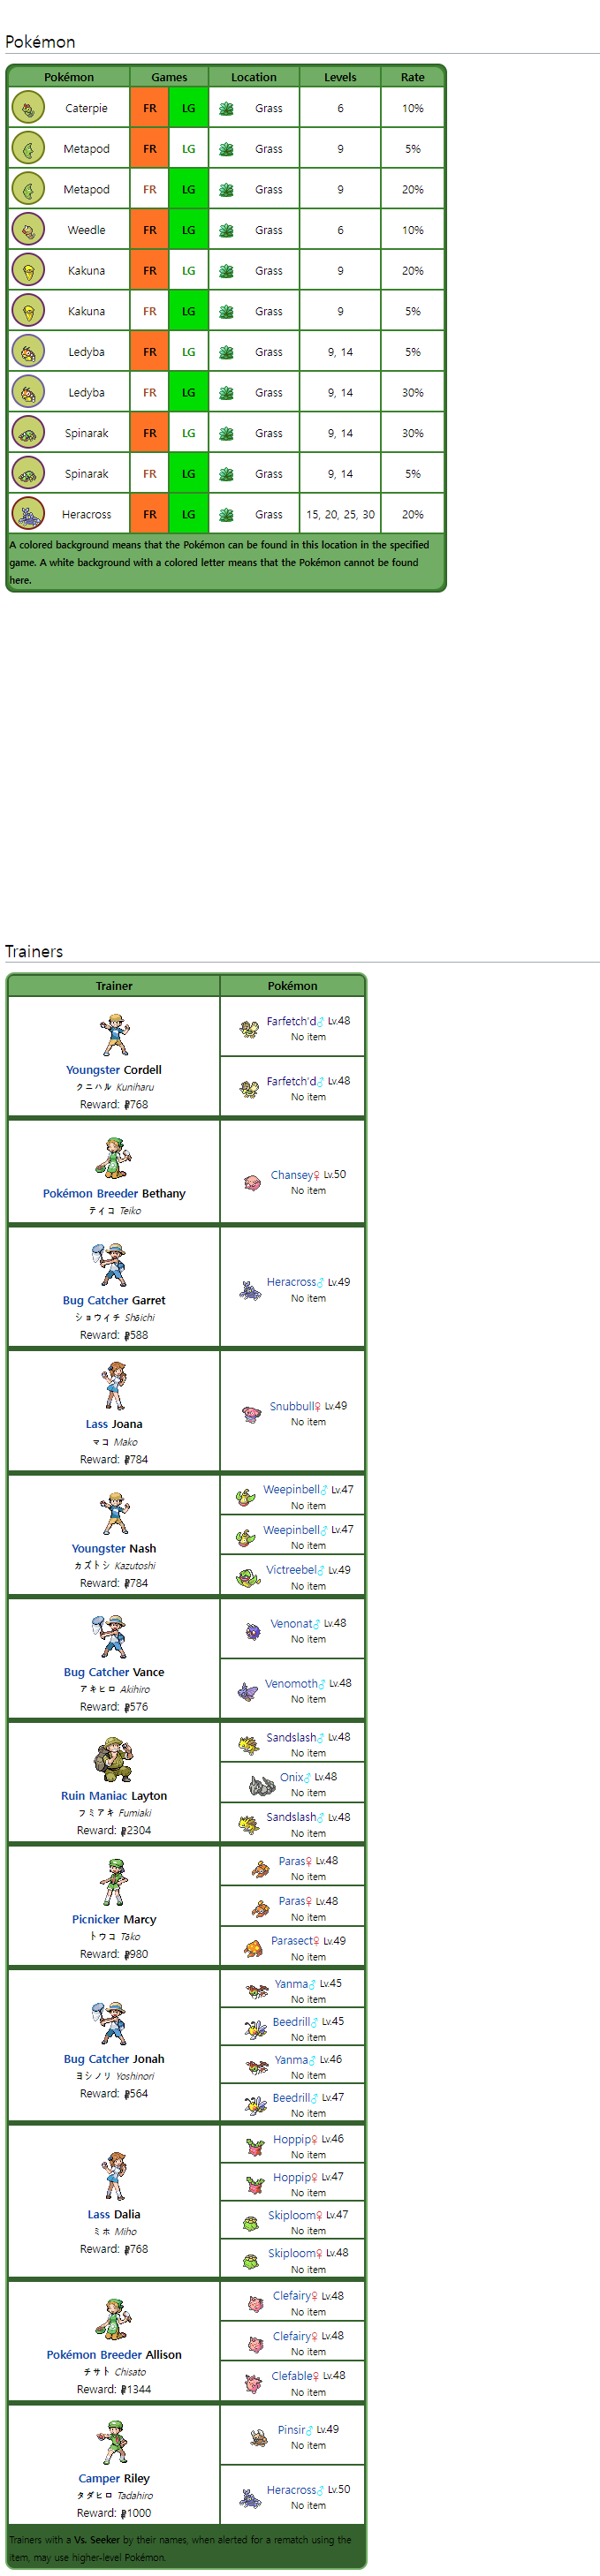 Pokémon
Pokémon Games Location Levels Rate
Caterpie FR LG Grass 6 10%
Metapod FR LG Grass 9 5%
Metapod FR LG Grass 9 20%
Weedle FR LG Grass 6 10%
Kakuna FR LG Grass 9 20%
Kakuna FR LG Grass 9 5%
Ledyba FR LG Grass 9, 14 5%
Ledyba FR LG Grass 9, 14 30%
Spinarak FR LG Grass 9, 14 30%
Spinarak FR LG Grass 9, 14 5%
Heracross FR LG Grass 15, 20, 25, 30 20%
A colored background means that the Pokémon can be found in this location in the specified
game. A white background with a colored letter means that the Pokémon cannot be found
here.
Trainers
Trainer Pokémon
Youngster Cordell
クニハル Kuniharu
Reward: ₽768
Farfetch'd♂ Lv.48
No item
Farfetch'd♂ Lv.48
No item
Pokémon Breeder Bethany
テイコ Teiko
Chansey♀ Lv.50
No item
Bug Catcher Garret
ショウイチ Shōichi
Reward: ₽588
Heracross♂ Lv.49
No item
Lass Joana
マコ Mako
Reward: ₽784
Snubbull♀ Lv.49
No item
Youngster Nash
カズトシ Kazutoshi
Reward: ₽784
Weepinbell♂ Lv.47
No item
Weepinbell♂ Lv.47
No item
Victreebel♂ Lv.49
No item
Bug Catcher Vance
アキヒロ Akihiro
Reward: ₽576
Venonat♂ Lv.48
No item
Venomoth♂ Lv.48
No item
Ruin Maniac Layton
フミアキ Fumiaki
Reward: ₽2304
Sandslash♂ Lv.48
No item
Onix♂ Lv.48
No item
Sandslash♂ Lv.48
No item
Picnicker Marcy
トウコ Tōko
Reward: ₽980
Paras♀ Lv.48
No item
Paras♀ Lv.48
No item
Parasect♀ Lv.49
No item
Bug Catcher Jonah
ヨシノリ Yoshinori
Reward: ₽564
Yanma♂ Lv.45
No item
Beedrill♂ Lv.45
No item
Yanma♂ Lv.46
No item
Beedrill♂ Lv.47
No item
Lass Dalia
ミホ Miho
Reward: ₽768
Hoppip♀ Lv.46
No item
Hoppip♀ Lv.47
No item
Skiploom♀ Lv.47
No item
Skiploom♀ Lv.48
No item
Pokémon Breeder Allison
チサト Chisato
Reward: ₽1344
Clefairy♀ Lv.48
No item
Clefairy♀ Lv.48
No item
Clefable♀ Lv.48
No item
Camper Riley
タダヒロ Tadahiro
Reward: ₽1000
Pinsir♂ Lv.49
No item
Heracross♂ Lv.50
No item
Trainers with a Vs. Seeker by their names, when alerted for a rematch using the
item, may use higher-level Pokémon.